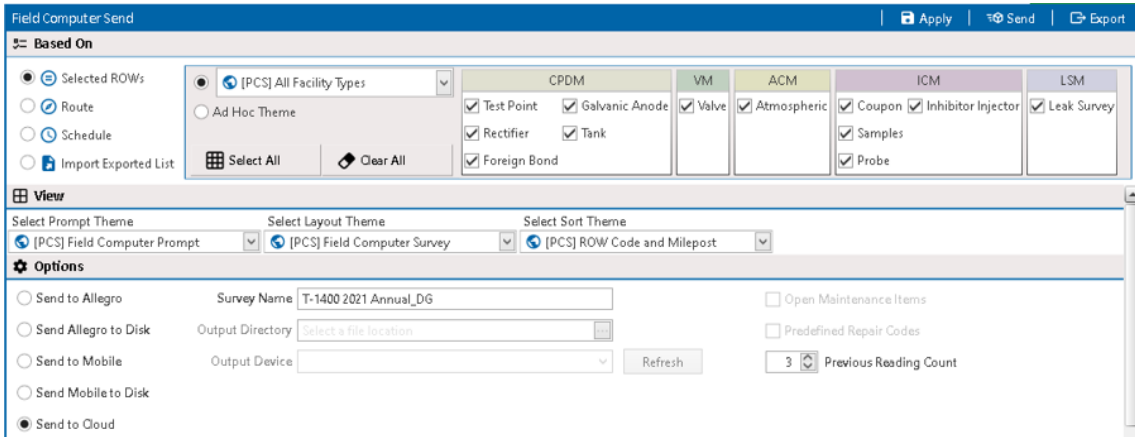 Field Computer Send
Apply
Send
Export
Based On
Selected ROWs
Route
Schedule
Import Exported List
[PCS] All Facility Types
Ad Hoc Theme
Select All
Clear All
CPDM
Test Point
Galvanic Anode
Rectifier
Tank
Foreign Bond
VM
Valve
ACM
Atmospheric
ICM
Coupon
Inhibitor Injector
Samples
Probe
LSM
Leak Survey
View
Select Prompt Theme
Select Layout Theme
Select Sort Theme
[PCS] Field Computer Prompt
[PCS] Field Computer Survey
[PCS] ROW Code and Milepost
Options
Send to Allegro
Send Allegro to Disk
Send to Mobile
Send Mobile to Disk
Send to Cloud
Survey Name T-1400 2021 Annual_DG
Output Directory Select a file location ...
Output Device
Refresh
Open Maintenance Items
Predefined Repair Codes
3 Previous Reading Count